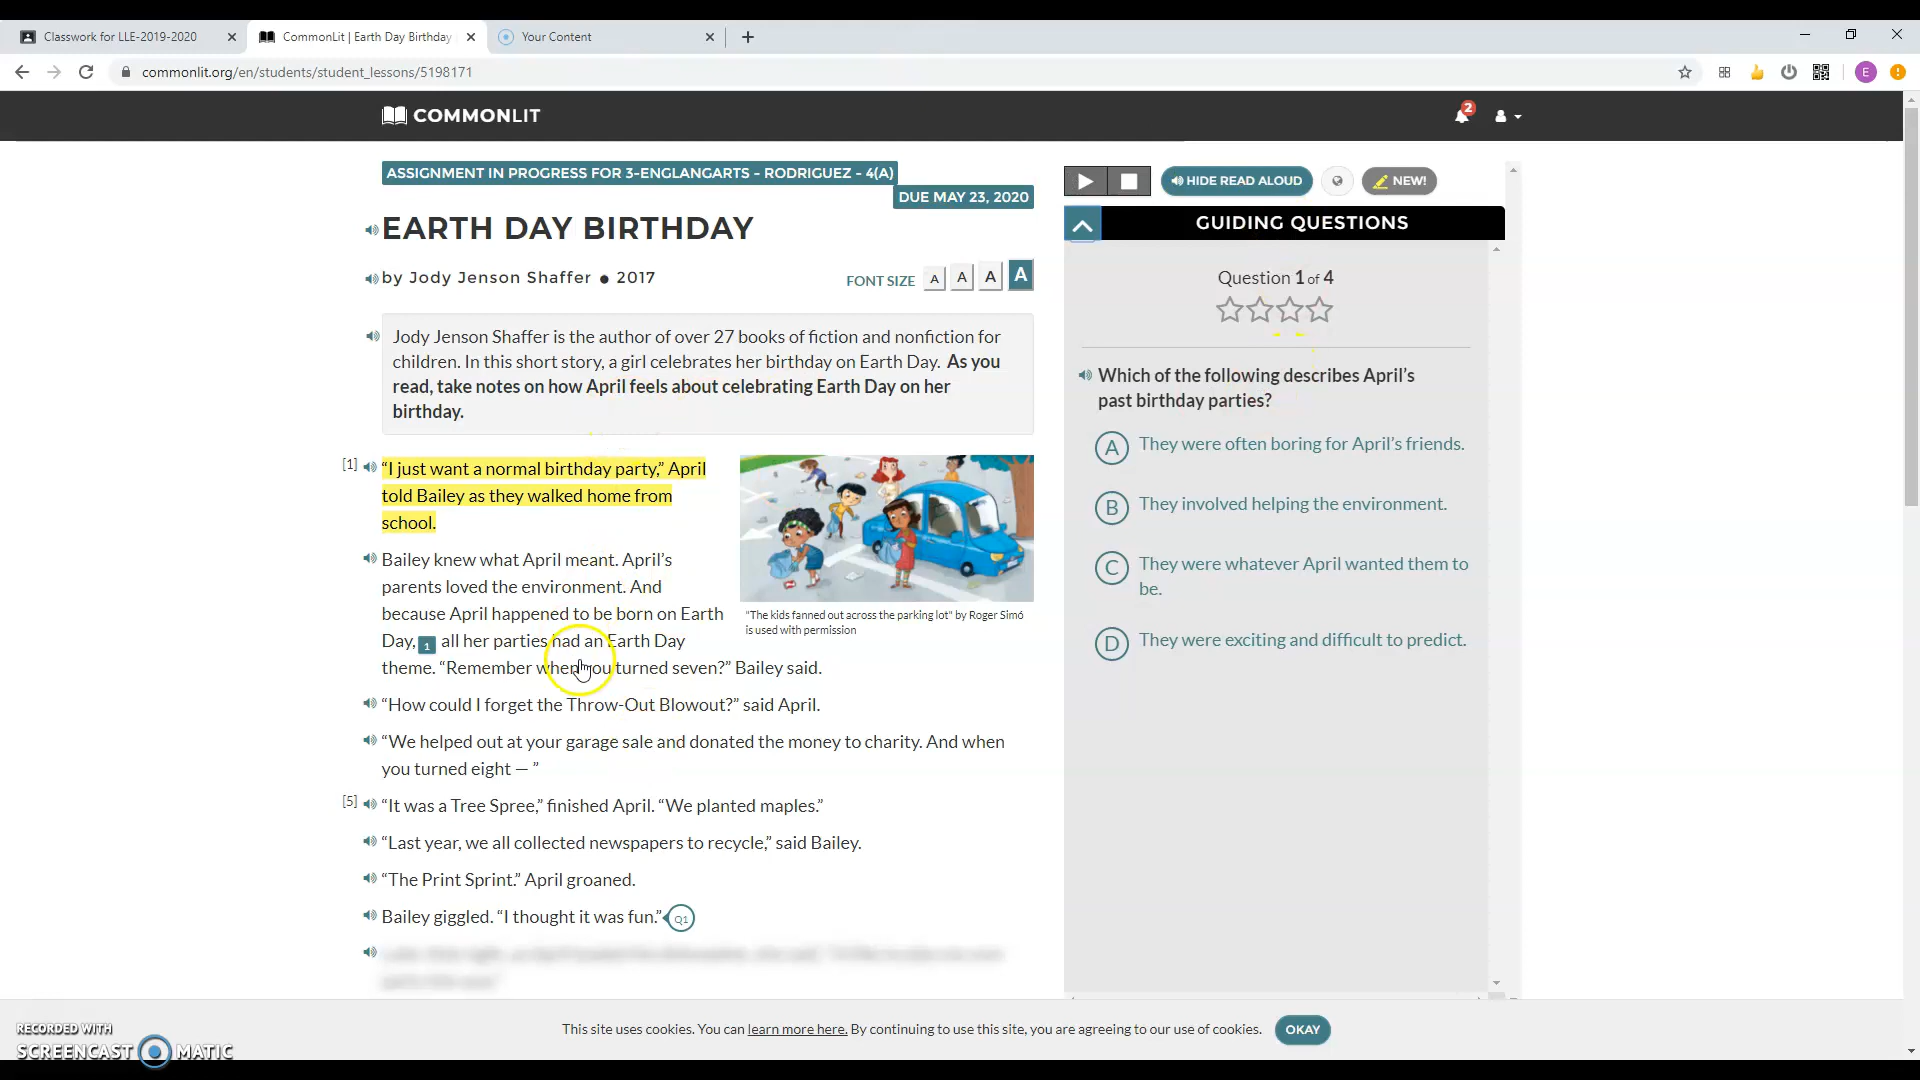 Classwork for LLE-2019-2020
CommonLit | Earth Day Birthday
Your Content
commonlit.org/en/students/student_lessons/5198171
E
COMMONLIT
2
ASSIGNMENT IN PROGRESS FOR 3-ENGLANGARTS - RODRIGUEZ - 4(A)
DUE MAY 23, 2020
EARTH DAY BIRTHDAY
by Jody Jenson Shaffer ● 2017
FONT SIZE A A A A
Jody Jenson Shaffer is the author of over 27 books of fiction and nonfiction for
children. In this short story, a girl celebrates her birthday on Earth Day. As you
read, take notes on how April feels about celebrating Earth Day on her
birthday.
[1] “I just want a normal birthday party,” April
told Bailey as they walked home from
school.
Bailey knew what April meant. April’s
parents loved the environment. And
because April happened to be born on Earth
Day, 1 all her parties had an Earth Day
theme. “Remember when you turned seven?” Bailey said.
"The kids fanned out across the parking lot" by Roger Simó
is used with permission
“How could I forget the Throw-Out Blowout?” said April.
“We helped out at your garage sale and donated the money to charity. And when
you turned eight — ”
[5] “It was a Tree Spree,” finished April. “We planted maples.”
“Last year, we all collected newspapers to recycle,” said Bailey.
“The Print Sprint.” April groaned.
Bailey giggled. “I thought it was fun.” Q1
HIDE READ ALOUD
NEW!
GUIDING QUESTIONS
Question 1 of 4
Which of the following describes April’s
past birthday parties?
A They were often boring for April’s friends.
B They involved helping the environment.
C They were whatever April wanted them to
be.
D They were exciting and difficult to predict.
This site uses cookies. You can learn more here. By continuing to use this site, you are agreeing to our use of cookies. OKAY
RECORDED WITH
SCREENCAST MATIC